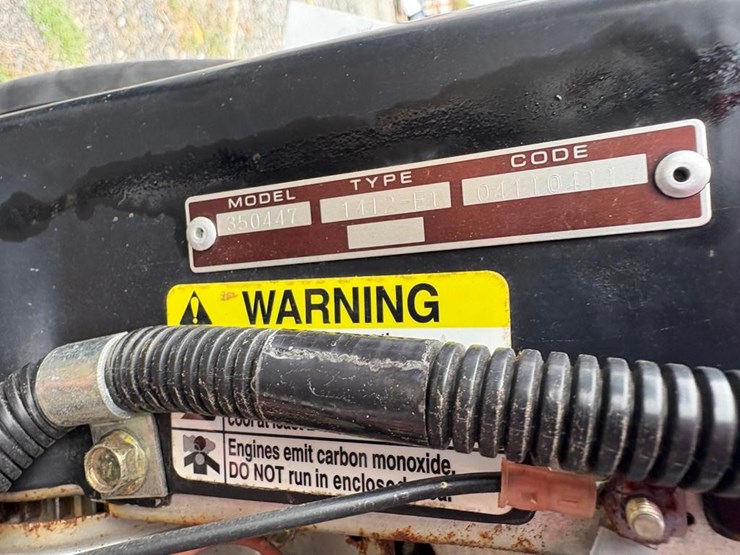 MODEL TYPE CODE
350447 1412-E1
WARNING
Engines emit carbon monoxide,
DO NOT run in enclosed